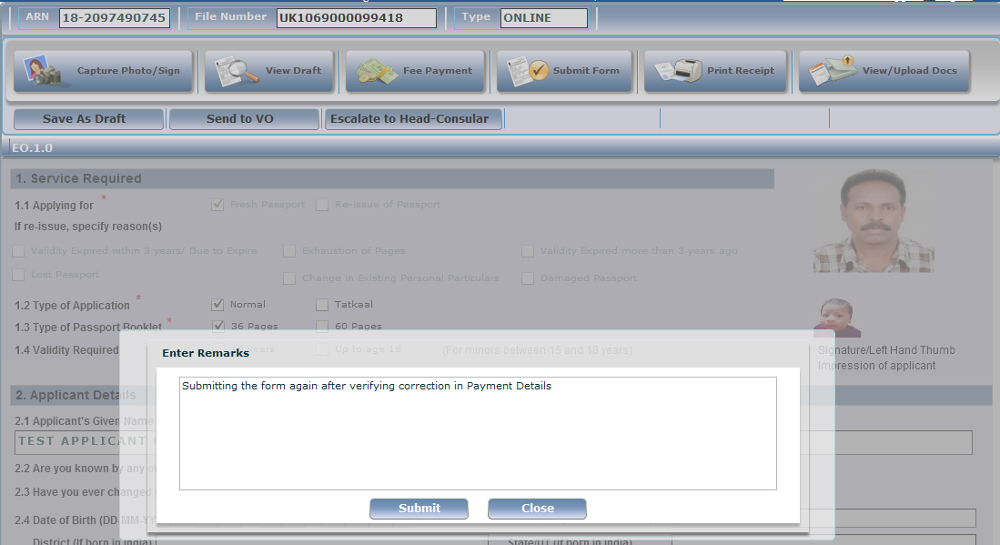 ARN 18-2097490745 File Number UK1069000099418 Type ONLINE
Capture Photo/Sign View Draft Fee Payment Submit Form Print Receipt View/Upload Docs
Save As Draft Send to VO Escalate to Head-Consular
EO.1.0
1. Service Required
1.1 Applying for * Fresh Passport Re-issue of Passport
If re-issue, specify reason(s)
Validity Expired within 3 years/ Due to Expire Exhaustion of Pages Validity Expired more than 3 years ago
Lost Passport Change in Existing Personal Particulars Damaged Passport
1.2 Type of Application * Normal Tatkaal
1.3 Type of Passport Booklet * 36 Pages 60 Pages
1.4 Validity Required years Up to age 18 (For minors between 15 and 18 years)
Signature/Left Hand Thumb
Impression of applicant
Enter Remarks
Submitting the form again after verifying correction in Payment Details
Submit Close
2. Applicant Details
2.1 Applicant's Given Name
TEST APPLICANT
2.2 Are you known by any
2.3 Have you ever changed
2.4 Date of Birth (DD-MM-YY
District (If born in India) State/UT (If born in India)